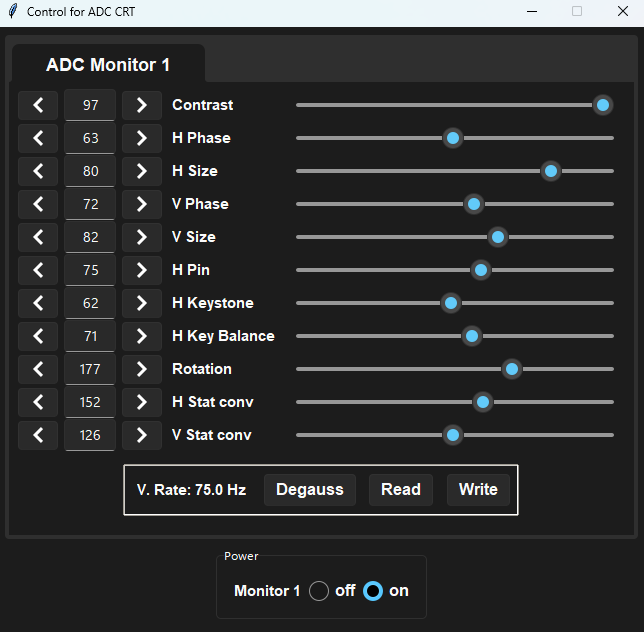 Control for ADC CRT
ADC Monitor 1
97 Contrast
63 H Phase
80 H Size
72 V Phase
82 V Size
75 H Pin
62 H Keystone
71 H Key Balance
177 Rotation
152 H Stat conv
126 V Stat conv
V. Rate: 75.0 Hz Degauss Read Write
Power
Monitor 1 off on